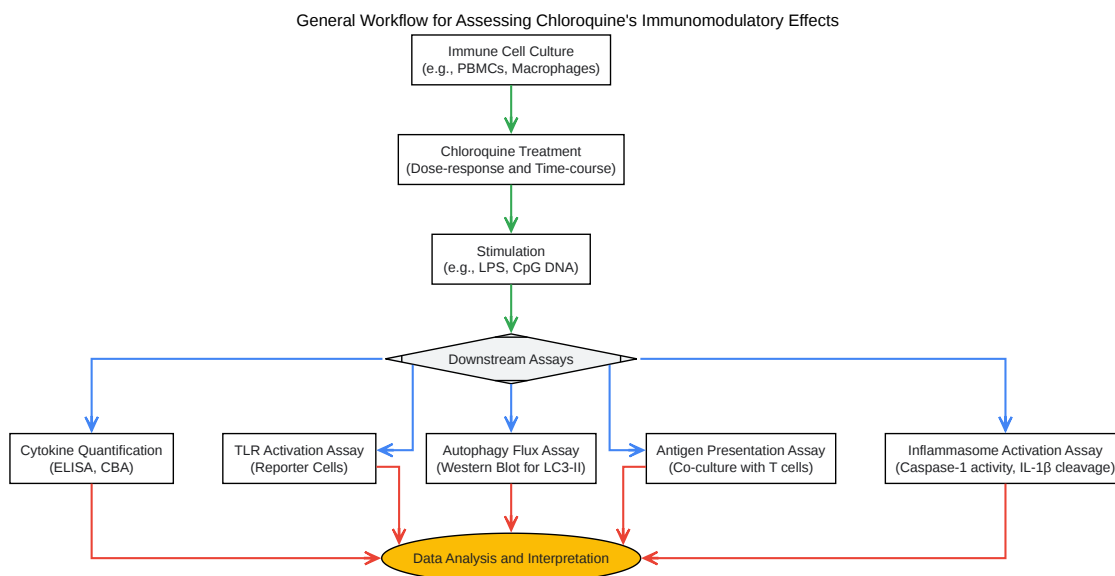 General Workflow for Assessing Chloroquine's Immunomodulatory Effects
Immune Cell Culture
(e.g., PBMCs, Macrophages)
Chloroquine Treatment
(Dose-response and Time-course)
Stimulation
(e.g., LPS, CpG DNA)
Downstream Assays
Cytokine Quantification
(ELISA, CBA)
TLR Activation Assay
(Reporter Cells)
Autophagy Flux Assay
(Western Blot for LC3-II)
Antigen Presentation Assay
(Co-culture with T cells)
Inflammasome Activation Assay
(Caspase-1 activity, IL-1β cleavage)
Data Analysis and Interpretation